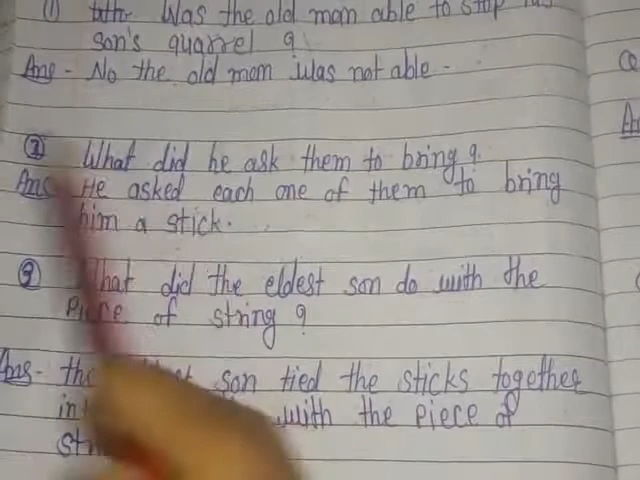 ① Was the old man able to stop his
son's quarrel ?
Ans - No the old man was not able -
② What did he ask them to bring ?
Ans He asked each one of them to bring
him a stick.
③ What did the eldest son do with the
piece of string ?
Ans- the son tied the sticks together
with the piece of